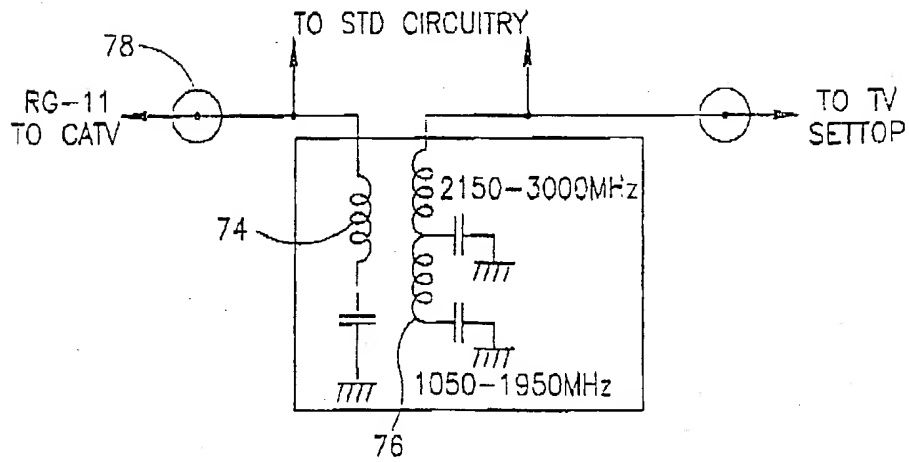 TO STD CIRCUITRY
78
RG-11
TO CATV
TO TV
SETTOP
2150-3000MHz
74
1050-1950MHz
76